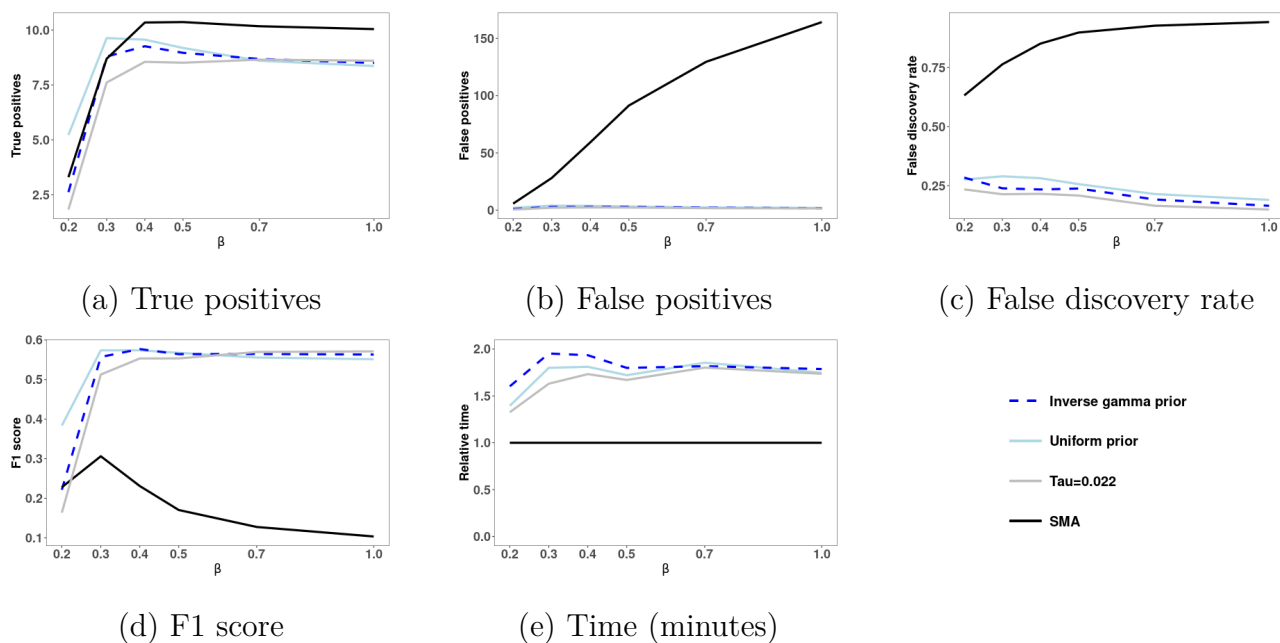 True positives
10.0
7.5
5.0
2.5
0.2 0.3 0.4 0.5 0.7 1.0
β
(a) True positives
False positives
150
100
50
0
0.2 0.3 0.4 0.5 0.7 1.0
β
(b) False positives
False discovery rate
0.75
0.50
0.25
0.2 0.3 0.4 0.5 0.7 1.0
β
(c) False discovery rate
F1 score
0.6
0.5
0.4
0.3
0.2
0.1
0.2 0.3 0.4 0.5 0.7 1.0
β
(d) F1 score
Relative time
2.0
1.5
1.0
0.5
0.0
0.2 0.3 0.4 0.5 0.7 1.0
β
(e) Time (minutes)
Inverse gamma prior
Uniform prior
Tau=0.022
SMA